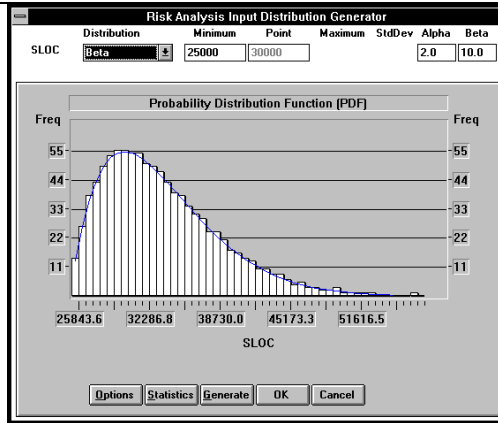 Risk Analysis Input Distribution Generator
Distribution Minimum Point Maximum StdDev Alpha Beta
SLOC Beta 25000 30000 2.0 10.0
Probability Distribution Function (PDF)
Freq Freq
55 55
44 44
33 33
22 22
11 11
25843.6 32286.8 38730.0 45173.3 51616.5
SLOC
Options Statistics Generate OK Cancel